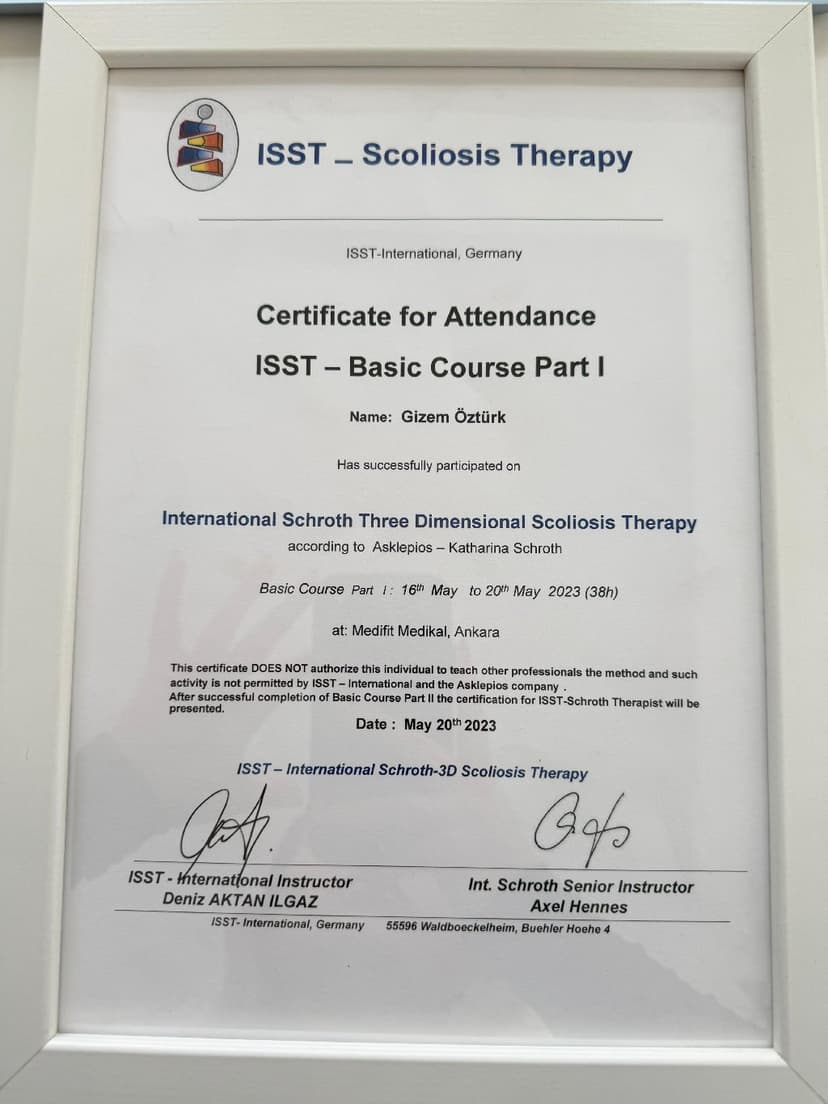 ISST – Scoliosis Therapy
ISST-International, Germany
Certificate for Attendance
ISST – Basic Course Part I
Name: Gizem Öztürk
Has successfully participated on
International Schroth Three Dimensional Scoliosis Therapy
according to Asklepios – Katharina Schroth
Basic Course Part I: 16th May to 20th May 2023 (38h)
at: Medifit Medikal, Ankara
This certificate DOES NOT authorize this individual to teach other professionals the method and such
activity is not permitted by ISST – International and the Asklepios company .
After successful completion of Basic Course Part II the certification for ISST-Schroth Therapist will be
presented.
Date : May 20th 2023
ISST – International Schroth-3D Scoliosis Therapy
ISST - International Instructor
Deniz AKTAN ILGAZ
Int. Schroth Senior Instructor
Axel Hennes
ISST- International, Germany 55596 Waldboeckelheim, Buehler Hoehe 4